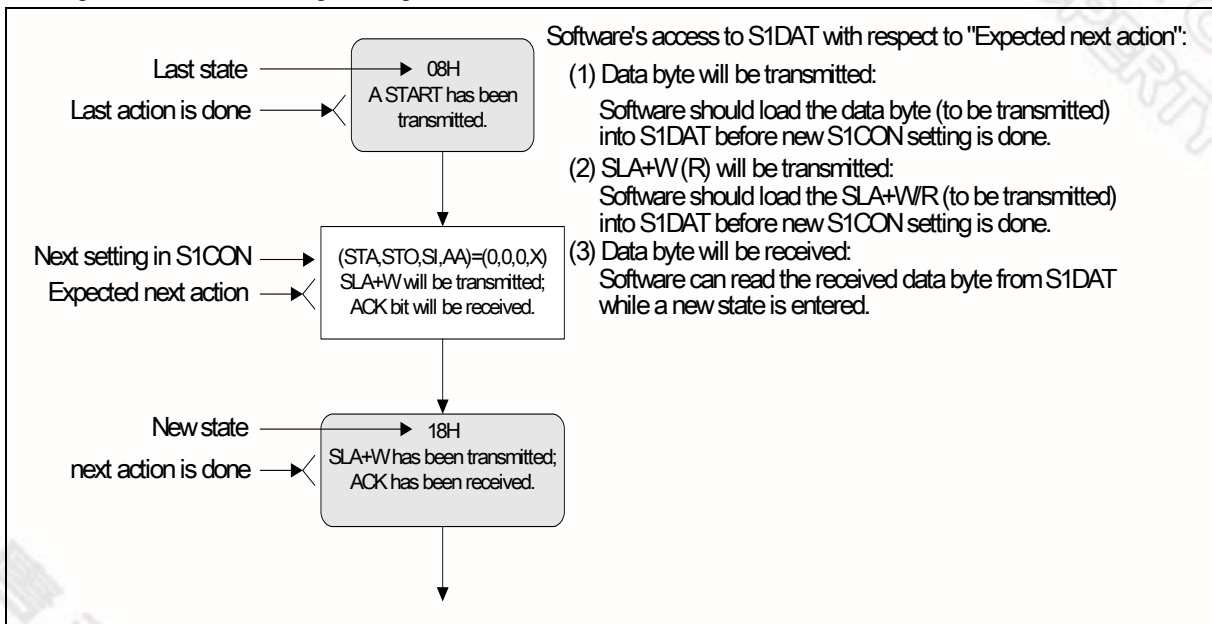 Last state
08H
Last action is done
A START has been
transmitted.
Next setting in S1CON
(STA,STO,SI,AA)=(0,0,0,X)
Expected next action
SLA+W will be transmitted;
ACK bit will be received.
New state
18H
next action is done
SLA+W has been transmitted;
ACK has been received.
Software's access to S1DAT with respect to "Expected next action":
(1) Data byte will be transmitted:
Software should load the data byte (to be transmitted)
into S1DAT before new S1CON setting is done.
(2) SLA+W (R) will be transmitted:
Software should load the SLA+W/R (to be transmitted)
into S1DAT before new S1CON setting is done.
(3) Data byte will be received:
Software can read the received data byte from S1DAT
while a new state is entered.